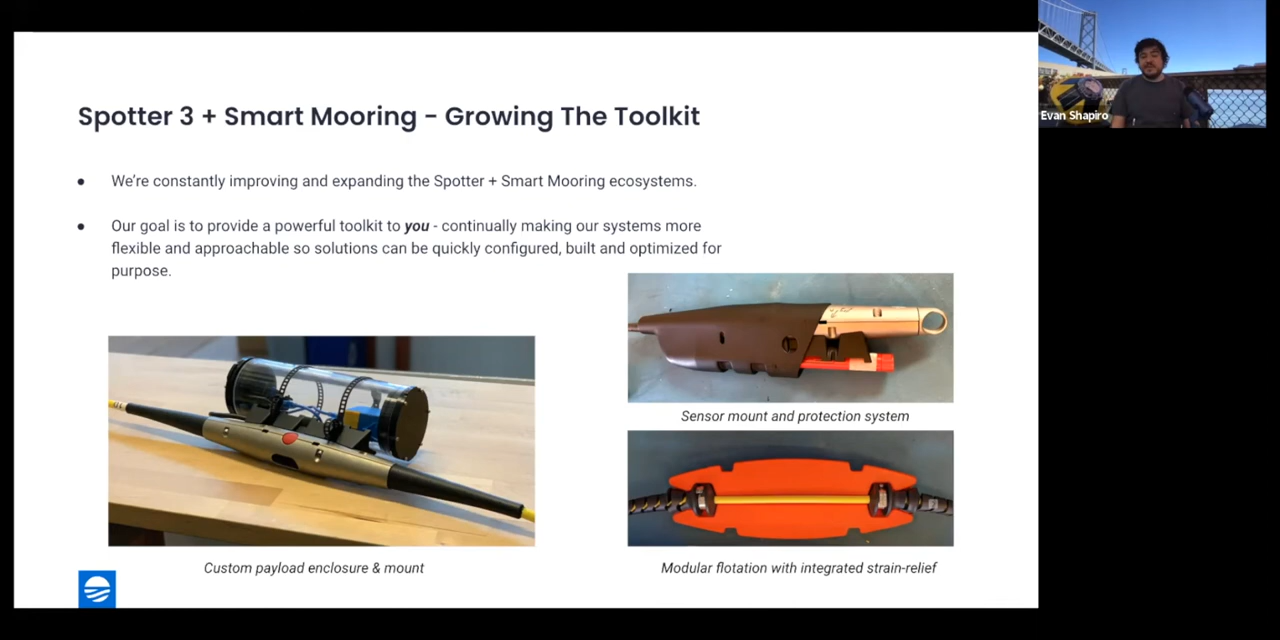 Spotter 3 + Smart Mooring - Growing The Toolkit
Evan Shapiro
● We're constantly improving and expanding the Spotter + Smart Mooring ecosystems.
● Our goal is to provide a powerful toolkit to you - continually making our systems more
flexible and approachable so solutions can be quickly configured, built and optimized for
purpose.
Sensor mount and protection system
Custom payload enclosure & mount
Modular flotation with integrated strain-relief